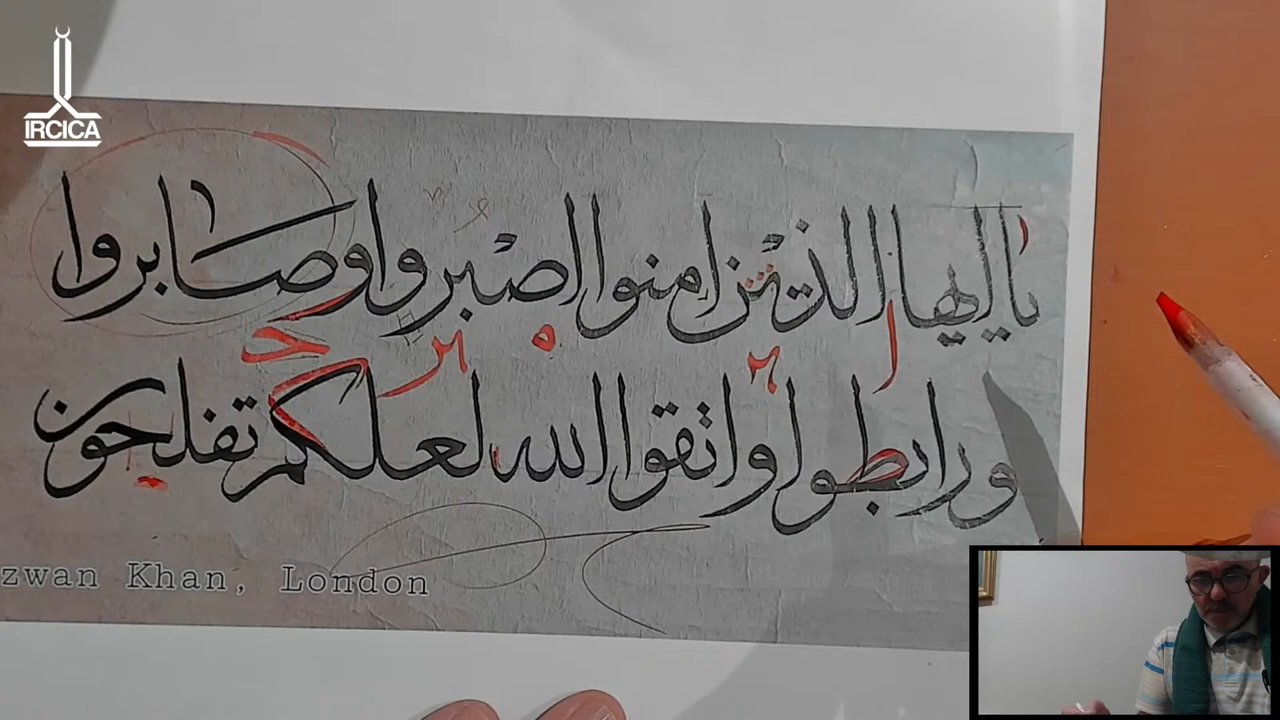 IRCICA
يا ايها الذين امنوا اصبروا وصابروا
ورابطوا واتقوا الله لعلكم تفلحون
zwan Khan, London